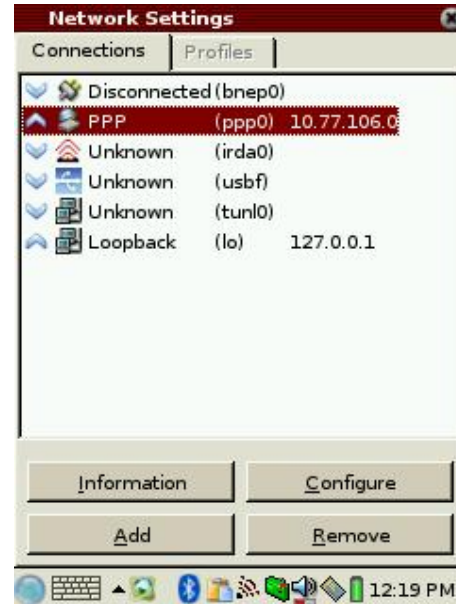 Network Settings
Connections Profiles
Disconnected (bnep0)
PPP (ppp0) 10.77.106.0
Unknown (irda0)
Unknown (usbf)
Unknown (tunl0)
Loopback (lo) 127.0.0.1
Information Configure
Add Remove
12:19 PM